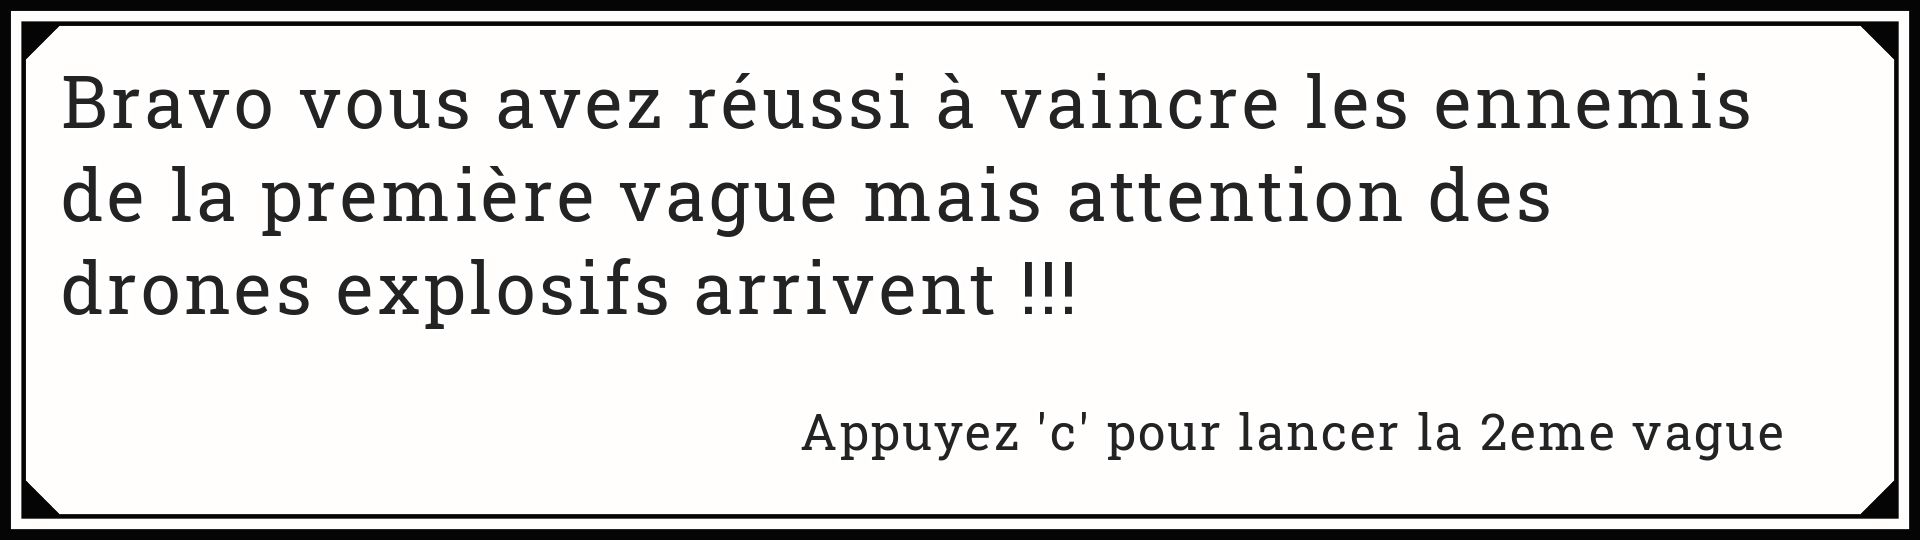 Bravo vous avez réussi à vaincre les ennemis
de la première vague mais attention des
drones explosifs arrivent !!!
Appuyez 'c' pour lancer la 2eme vague